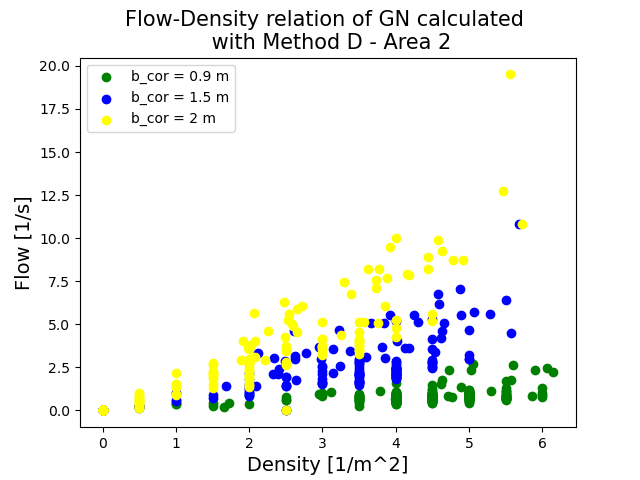 Flow-Density relation of GN calculated
with Method D - Area 2
20.0
17.5
15.0
12.5
10.0
7.5
5.0
2.5
0.0
Flow [1/s]
b_cor = 0.9 m
b_cor = 1.5 m
b_cor = 2 m
0 1 2 3 4 5 6
Density [1/m^2]